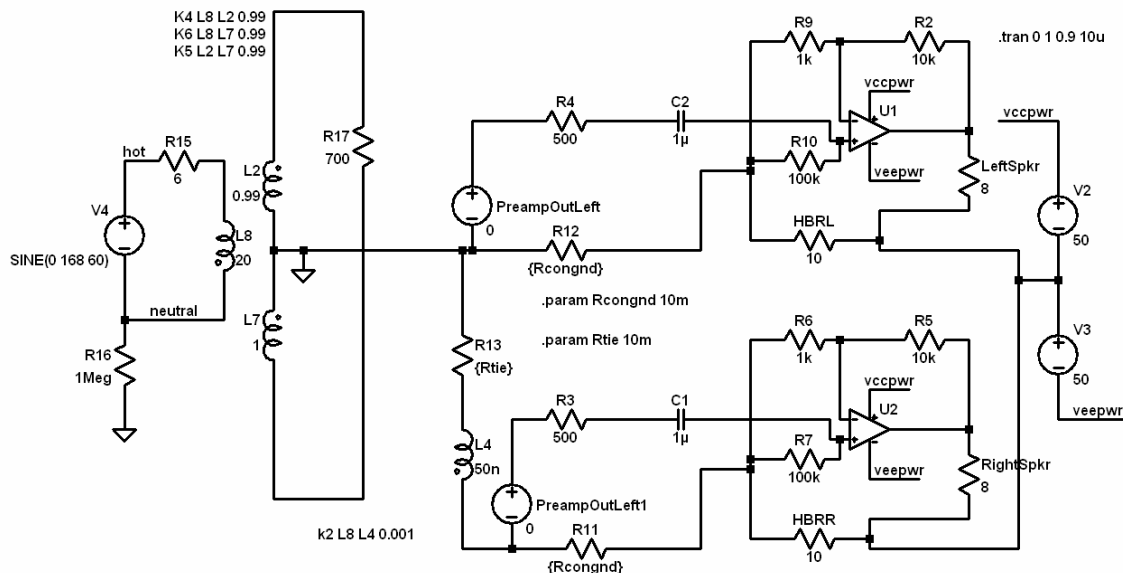 K4 L8 L2 0.99
K6 L8 L7 0.99
K5 L2 L7 0.99
R9
1k
R2
10k
.tran 0 1 0.9 10u
vccpwr
U1
R4
500
C2
1µ
R10
100k
veepwr
vccpwr
R17
700
hot
R15
6
L2
0.99
LeftSpkr
8
V4
SINE(0 168 60)
L8
20
PreampOutLeft
0
R12
{Rcongnd}
HBRL
10
V2
50
neutral
L7
1
.param Rcongnd 10m
R16
1Meg
R13
{Rtie}
.param Rtie 10m
R6
1k
R5
10k
V3
50
vccpwr
U2
R3
500
C1
1µ
R7
100k
veepwr
veepwr
L4
50n
RightSpkr
8
PreampOutLeft1
0
k2 L8 L4 0.001
R11
{Rcongnd}
HBRR
10